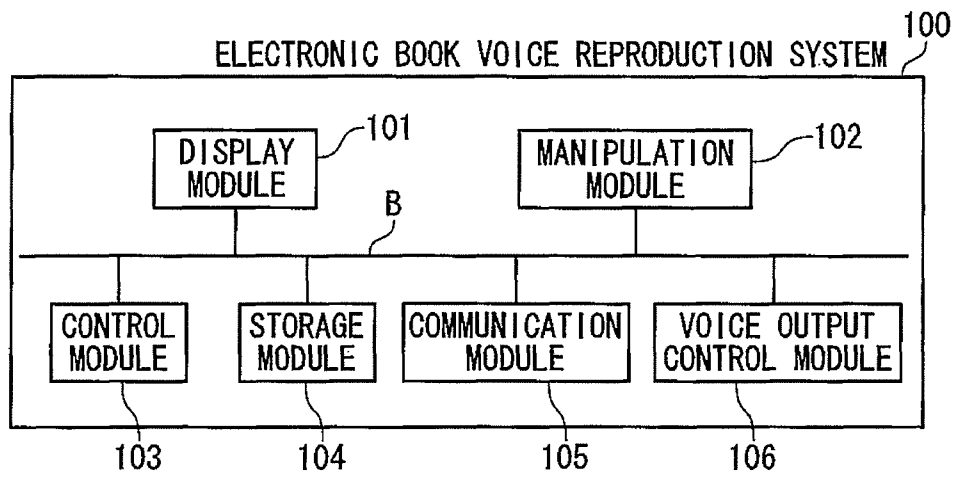 100
ELECTRONIC BOOK VOICE REPRODUCTION SYSTEM
101
DISPLAY
MODULE
102
MANIPULATION
MODULE
B
CONTROL
MODULE
STORAGE
MODULE
COMMUNICATION
MODULE
VOICE OUTPUT
CONTROL MODULE
103
104
105
106